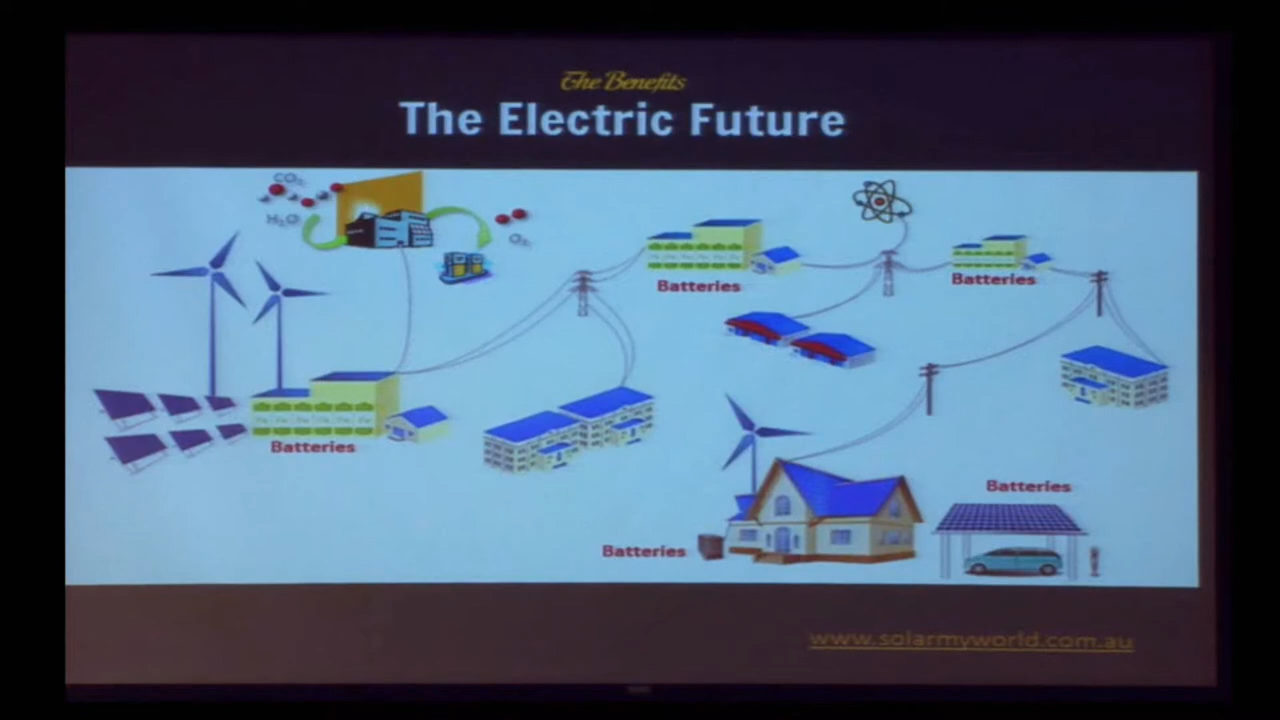 The Benefits
The Electric Future
CO₂
H₂O
O₂
Batteries
Batteries
Batteries
Batteries
Batteries
www.solarmyworld.com.au